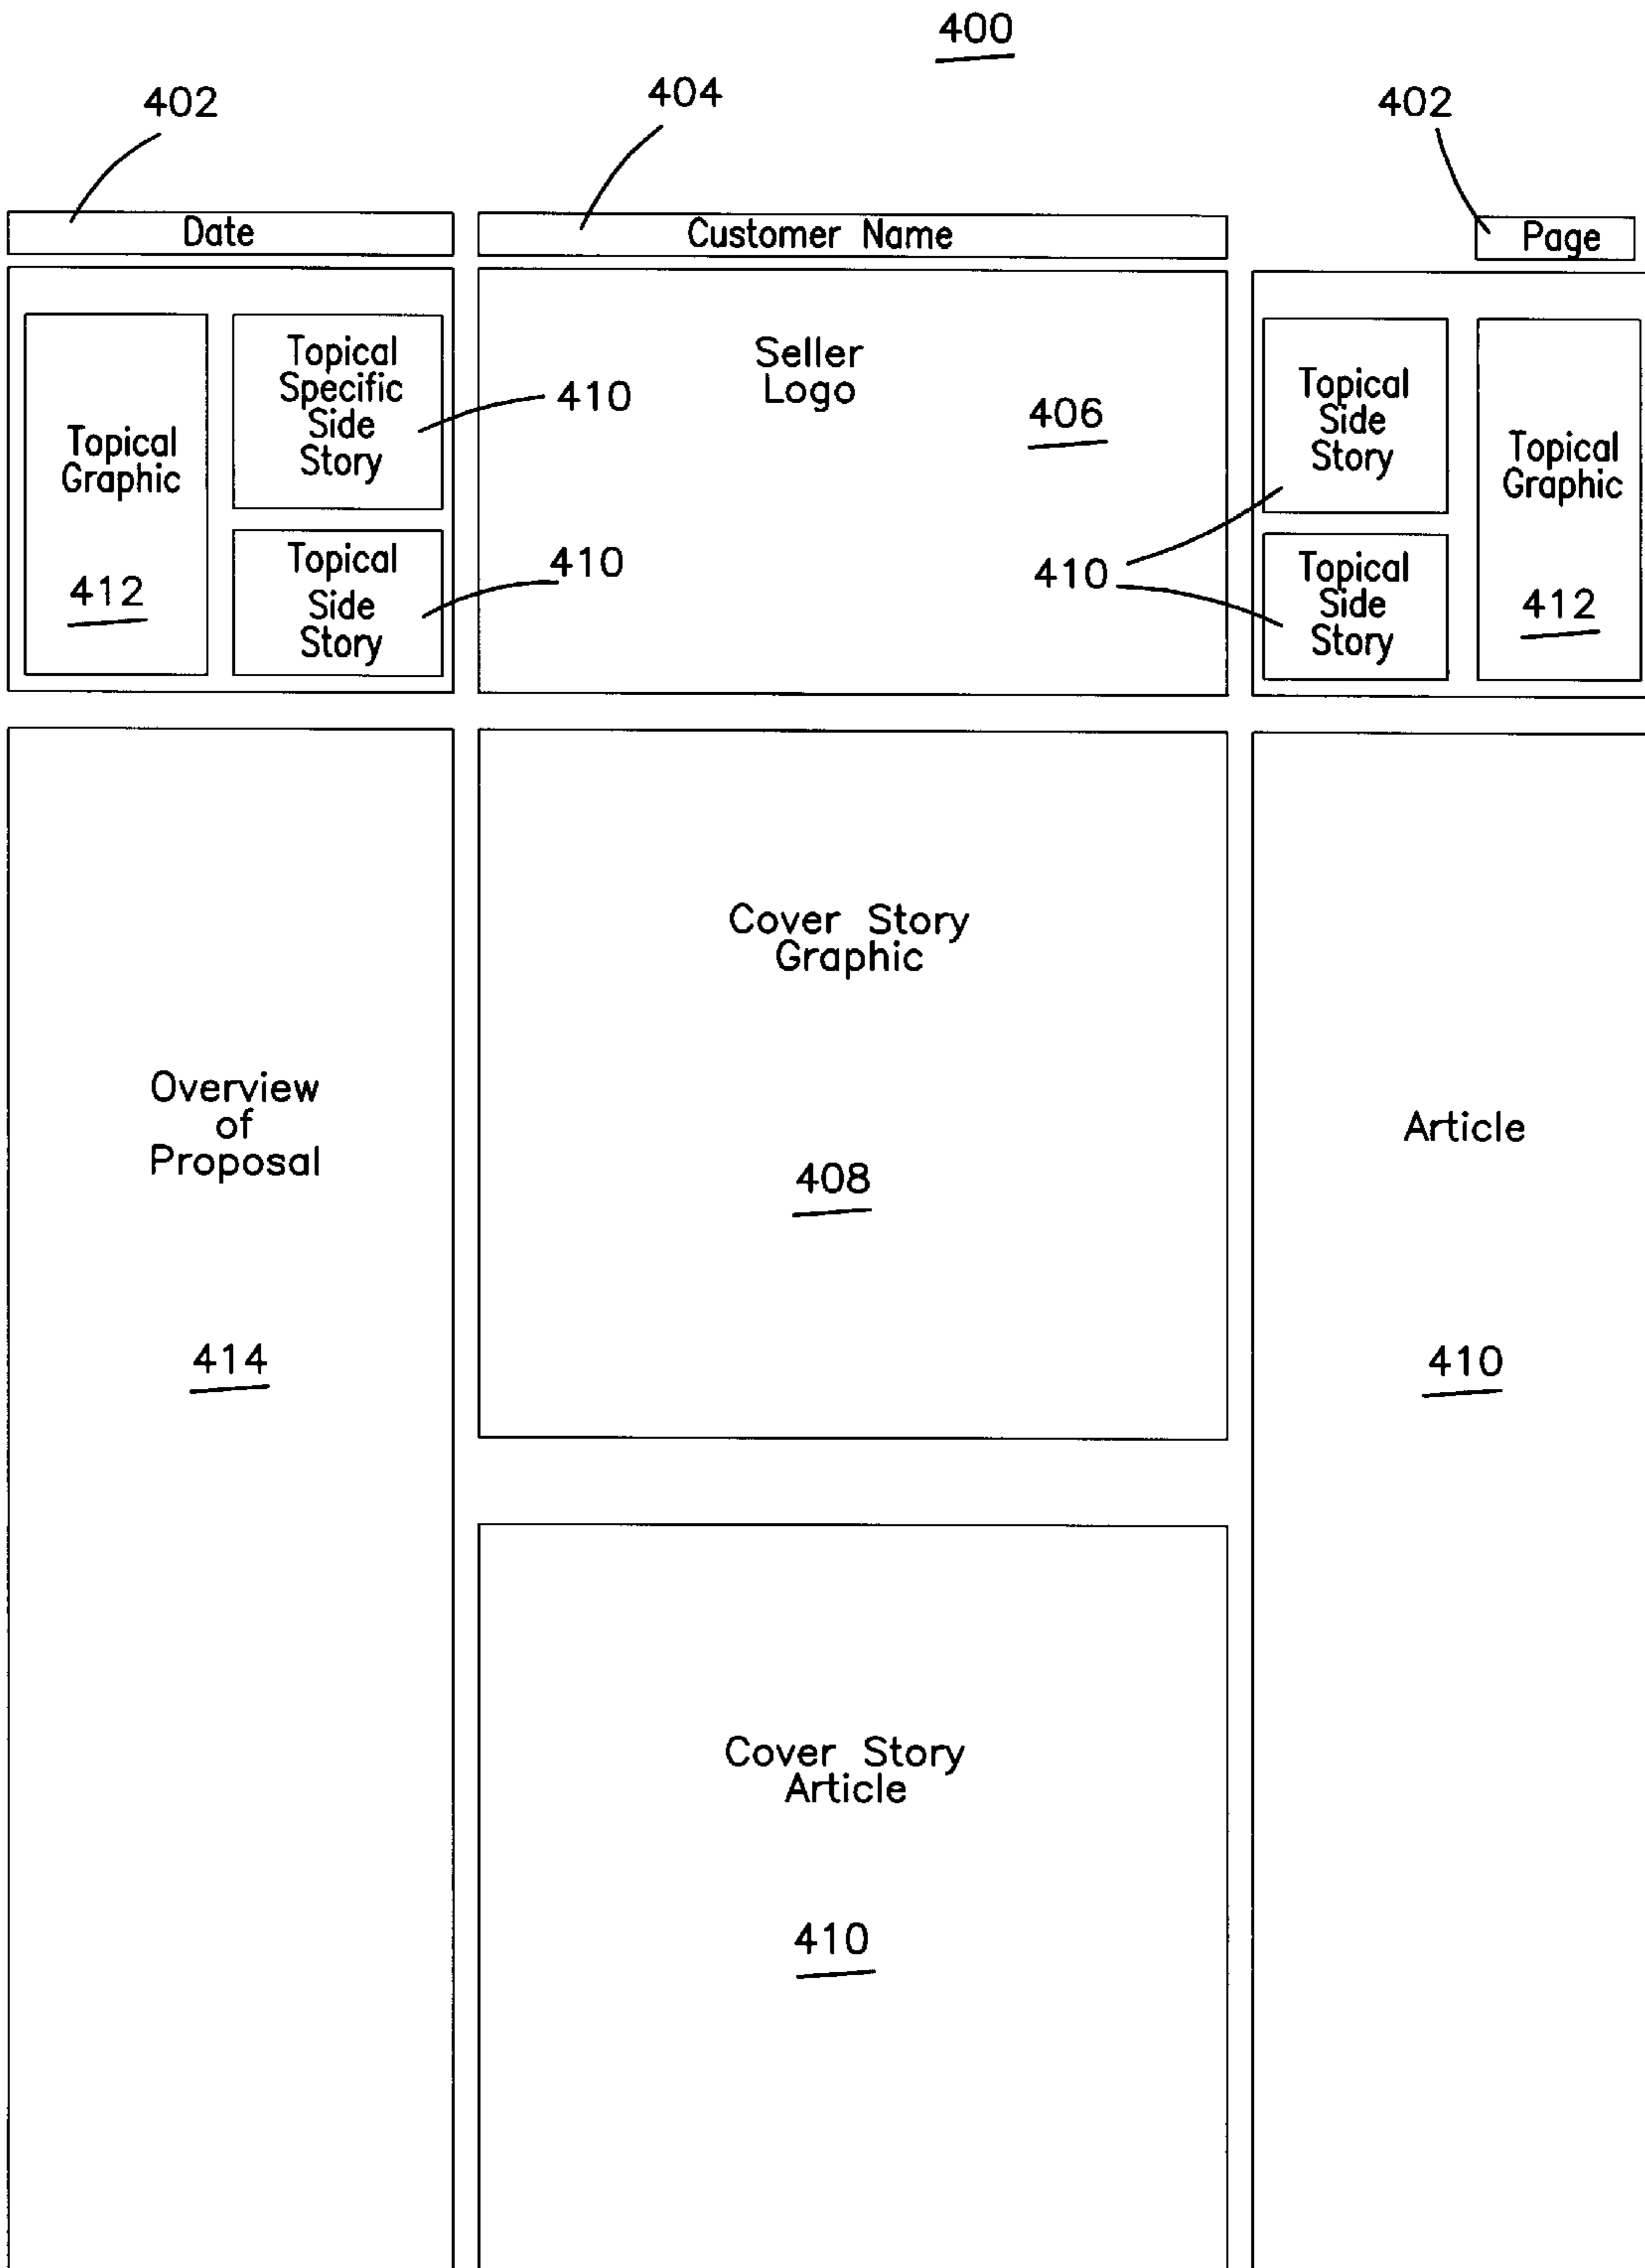 400
402
404
402
Date
Customer Name
Page
Topical
Graphic
412
Topical
Specific
Side
Story
410
Topical
Side
Story
410
Seller
Logo
406
410
Topical
Side
Story
Topical
Side
Story
Topical
Graphic
412
Overview
of
Proposal
414
Cover Story
Graphic
408
Cover Story
Article
410
Article
410